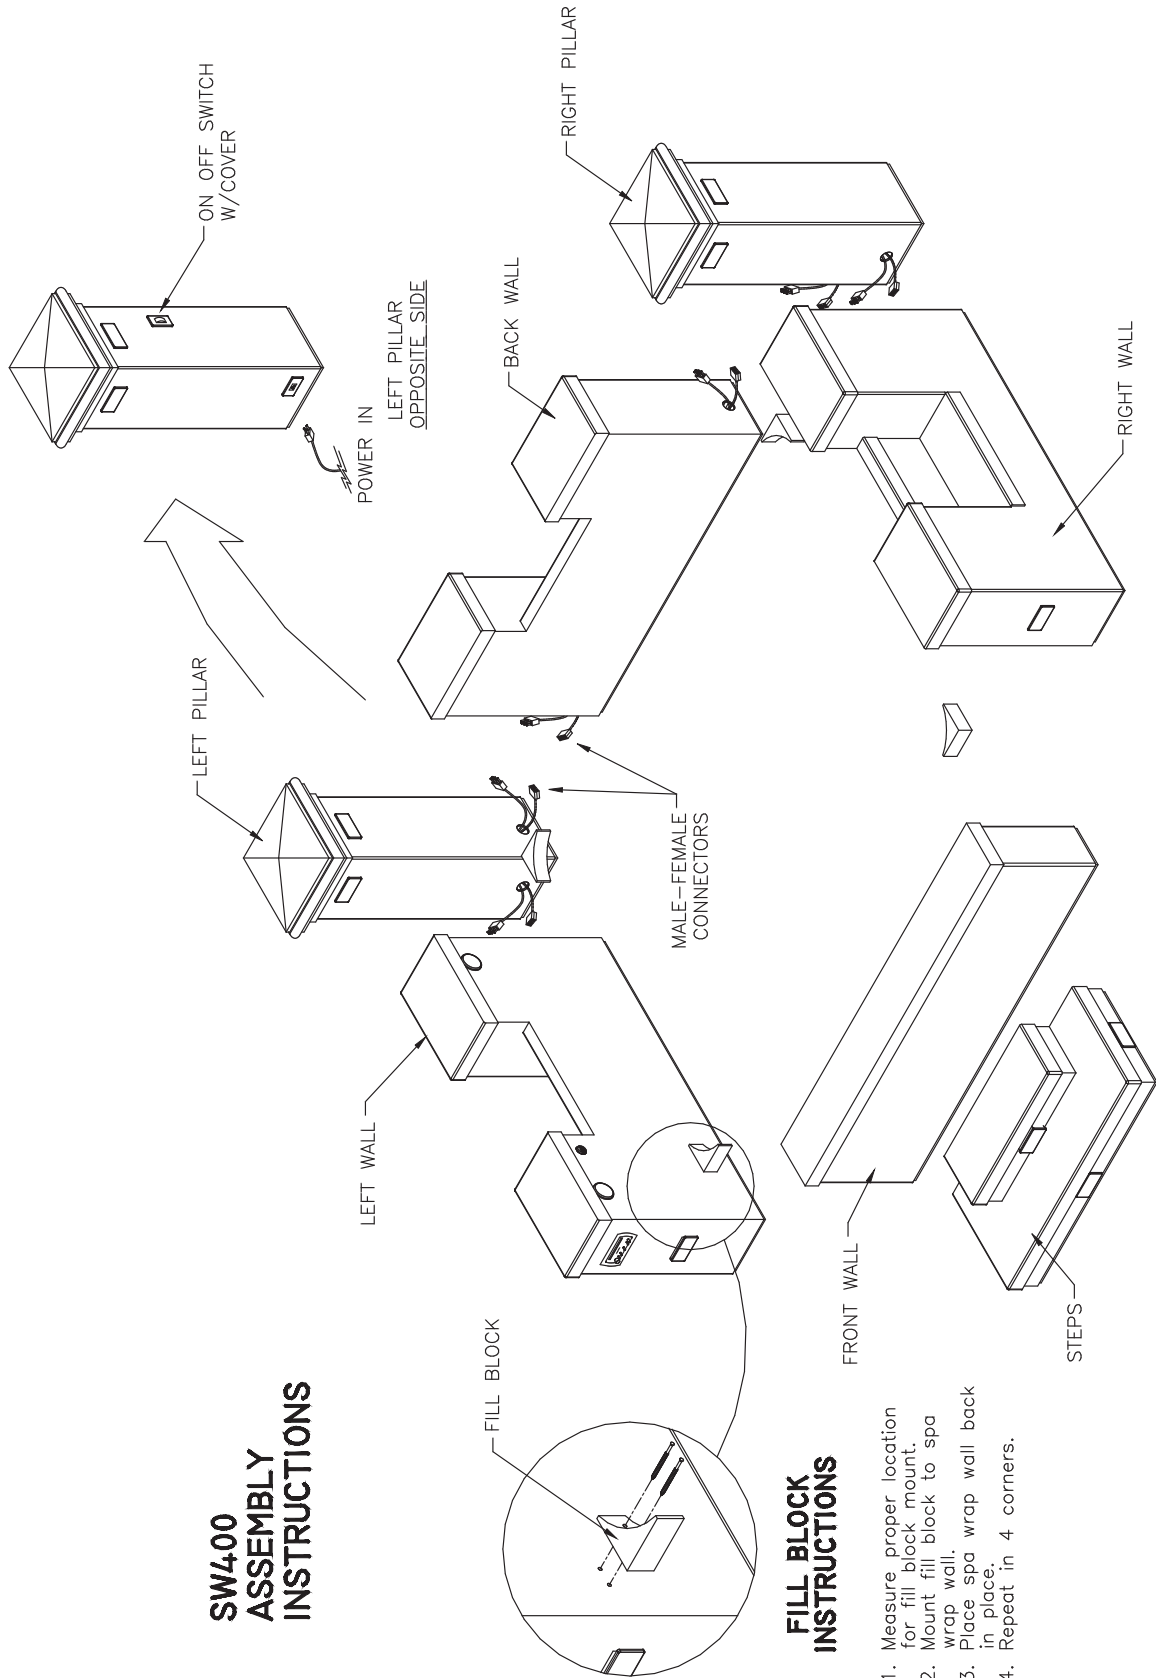 SW400
ASSEMBLY
INSTRUCTIONS
LEFT PILLAR
ON OFF SWITCH
W/COVER
POWER IN
LEFT PILLAR
OPPOSITE SIDE
BACK WALL
RIGHT PILLAR
LEFT WALL
MALE-FEMALE
CONNECTORS
RIGHT WALL
FILL BLOCK
FRONT WALL
STEPS
FILL BLOCK
INSTRUCTIONS
1. Measure proper location
for fill block mount.
2. Mount fill block to spa
wrap wall.
3. Place spa wrap wall back
in place.
4. Repeat in 4 corners.